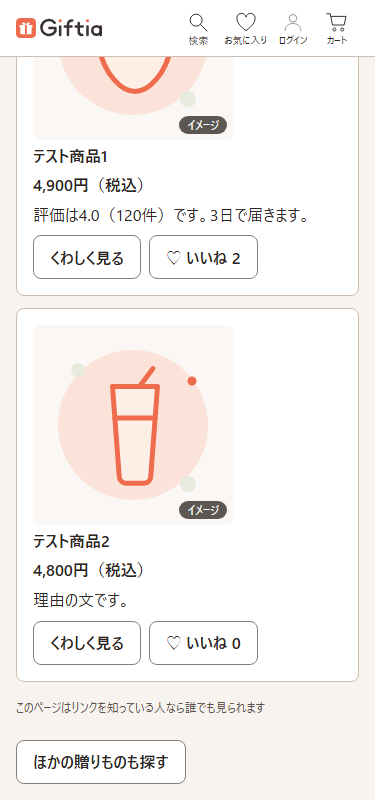 Giftia
検索
お気に入り
ログイン
カート
イメージ
テスト商品1
4,900円（税込）
評価は4.0（120件）です。3日で届きます。
くわしく見る
♡ いいね 2
イメージ
テスト商品2
4,800円（税込）
理由の文です。
くわしく見る
♡ いいね 0
このページはリンクを知っている人なら誰でも見られます
ほかの贈りものも探す